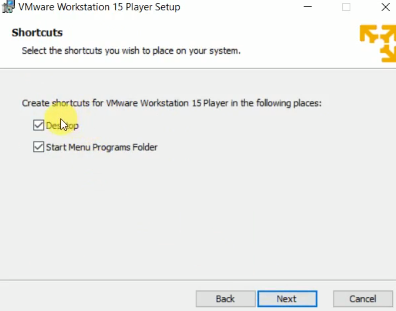 VMware Workstation 15 Player Setup
Shortcuts
Select the shortcuts you wish to place on your system.
Create shortcuts for VMware Workstation 15 Player in the following places:
Desktop
Start Menu Programs Folder
Back Next Cancel